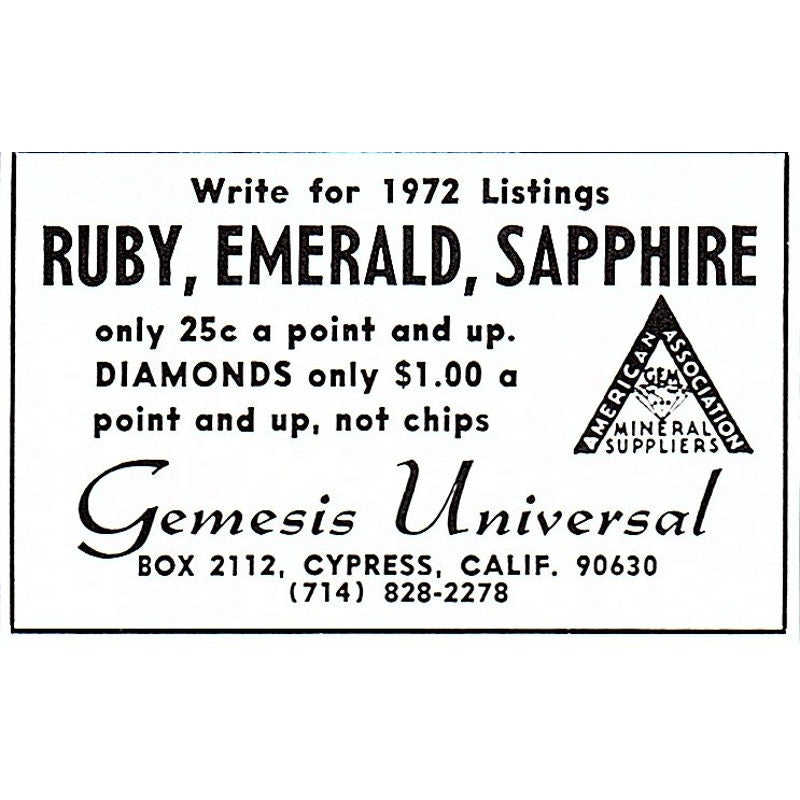 Write for 1972 Listings
RUBY, EMERALD, SAPPHIRE
only 25c a point and up.
DIAMONDS only $1.00 a
point and up, not chips
AMERICAN ASSOCIATION
GEM
MINERAL
SUPPLIERS
Gemesis Universal
BOX 2112, CYPRESS, CALIF. 90630
(714) 828-2278